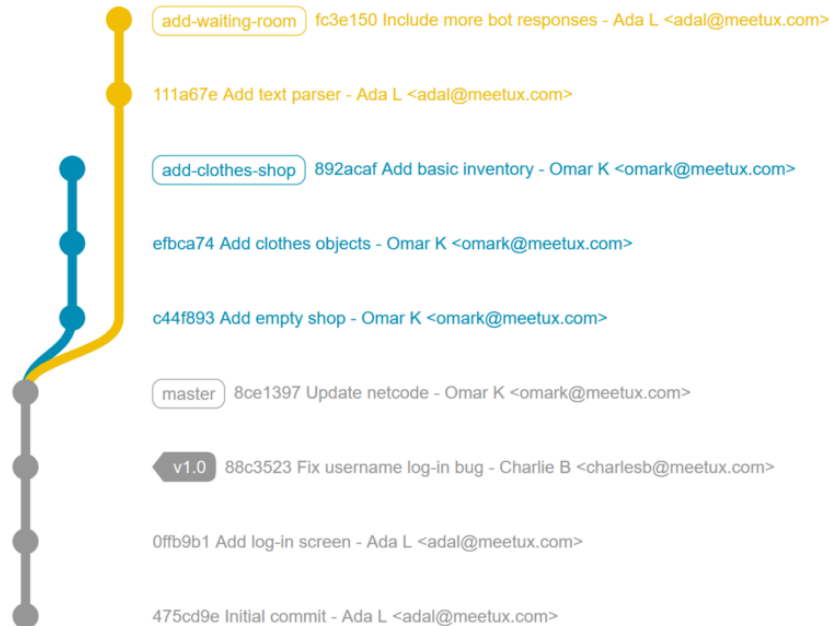 add-waiting-room fc3e150 Include more bot responses - Ada L <adal@meetux.com>
111a67e Add text parser - Ada L <adal@meetux.com>
add-clothes-shop 892acaf Add basic inventory - Omar K <omark@meetux.com>
efbca74 Add clothes objects - Omar K <omark@meetux.com>
c44f893 Add empty shop - Omar K <omark@meetux.com>
master 8ce1397 Update netcode - Omar K <omark@meetux.com>
v1.0 88c3523 Fix username log-in bug - Charlie B <charlesb@meetux.com>
0ffb9b1 Add log-in screen - Ada L <adal@meetux.com>
475cd9e Initial commit - Ada L <adal@meetux.com>